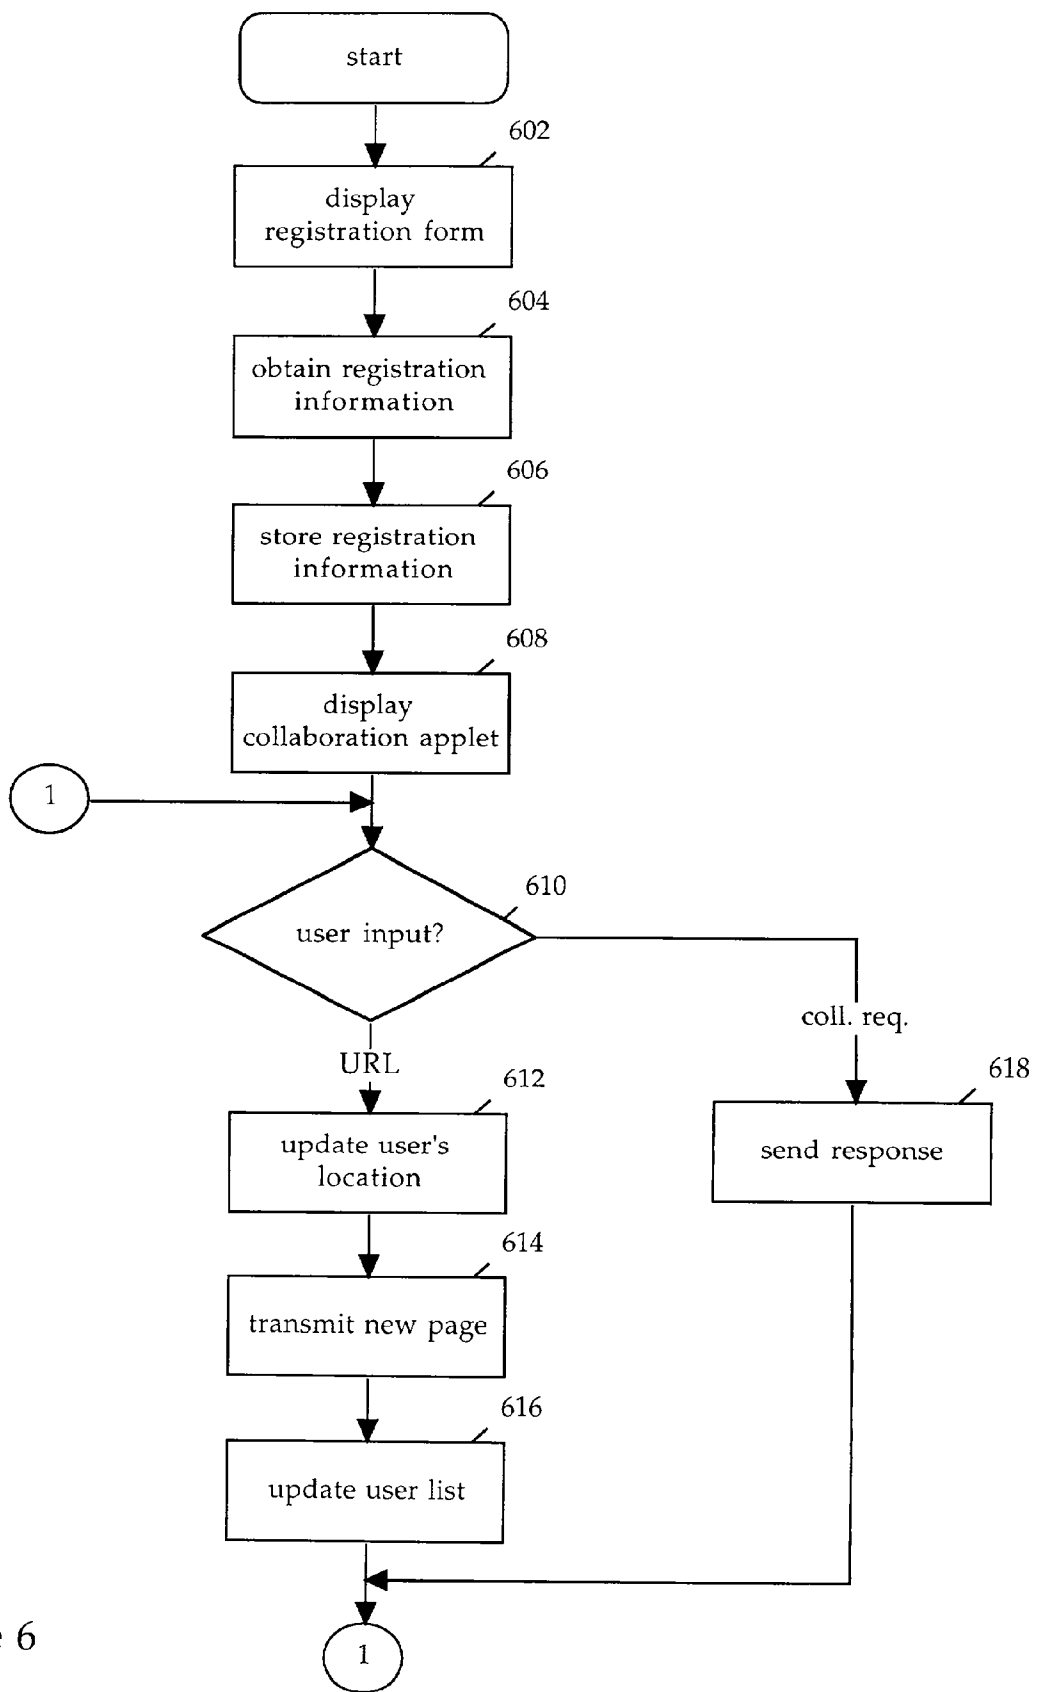 start
602
display
registration form
604
obtain registration
information
606
store registration
information
608
display
collaboration applet
1
610
user input?
coll. req.
URL
612
618
update user's
location
send response
614
transmit new page
616
update user list
6
1